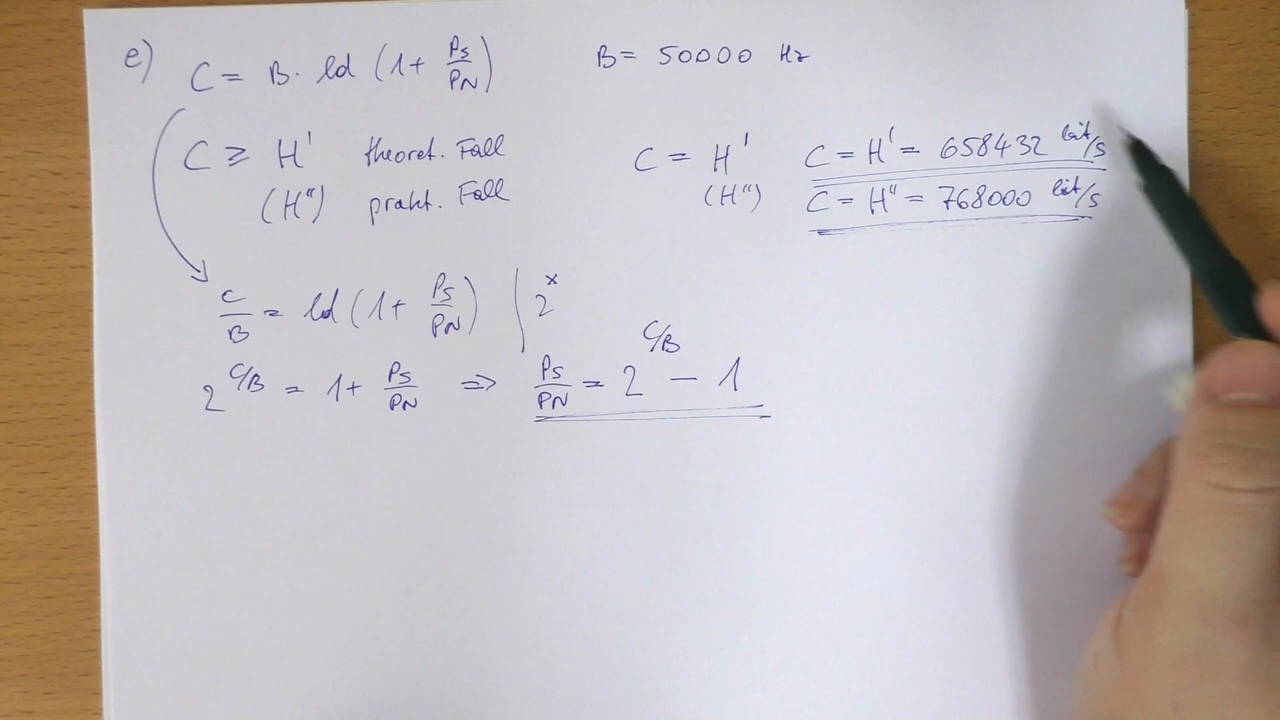 e) C = B · ld (1 + PS/PN)
B = 50000 Hz
C ≥ H' theoret. Fall
(H") prakt. Fall
C = H'
(H")
C = H' = 658432 bit/s
C = H" = 768000 bit/s
C/B = ld (1 + PS/PN) | 2^x
2^C/B = 1 + PS/PN ⇒ PS/PN = 2^C/B − 1